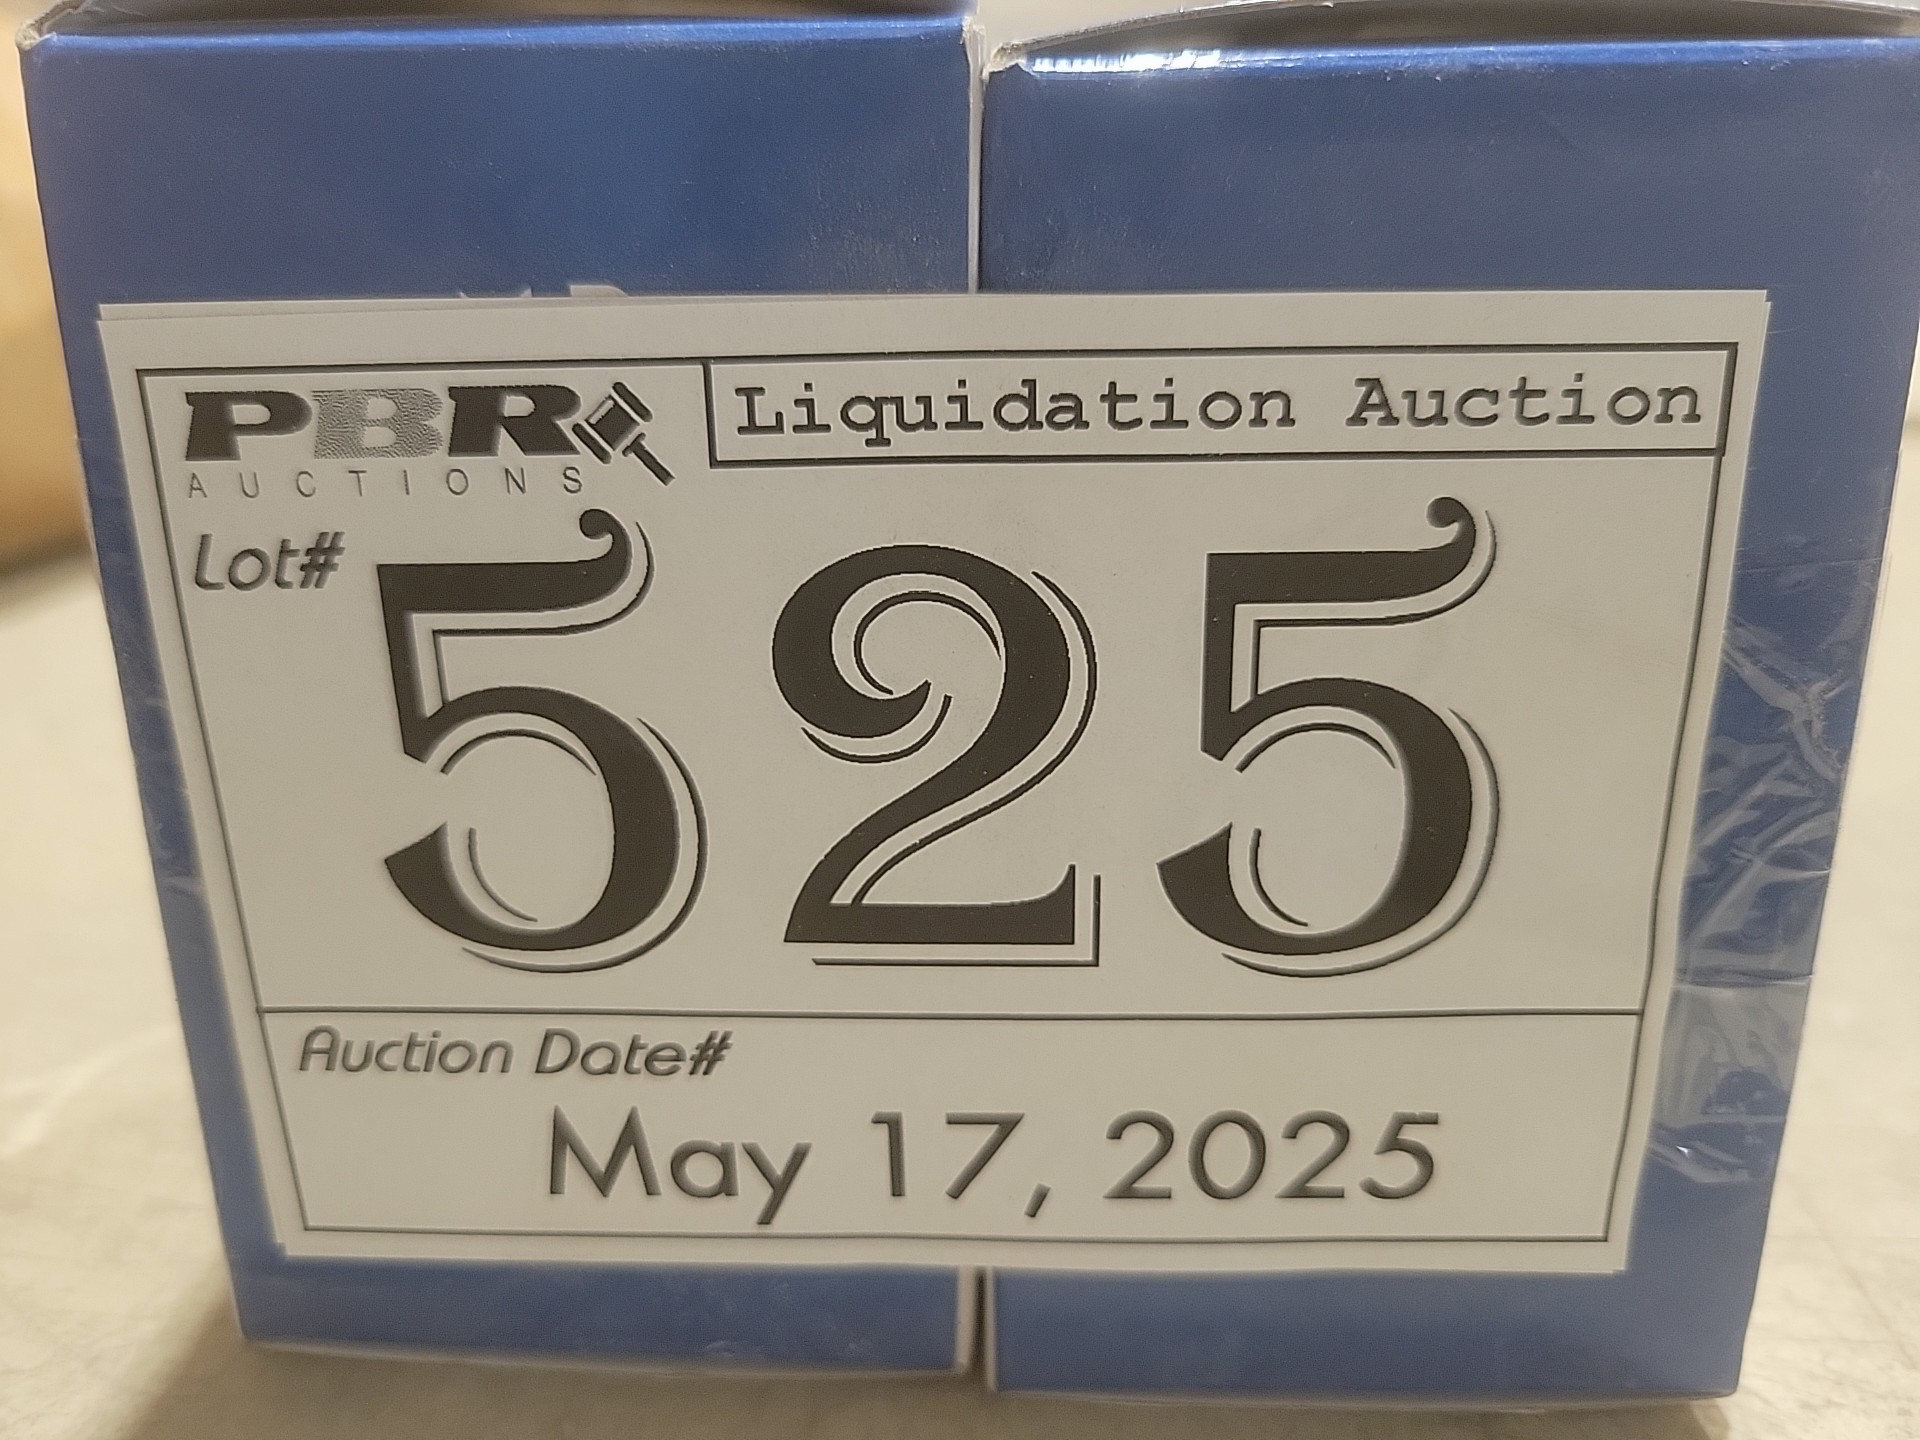 PBR
AUCTIONS
Liquidation Auction
Lot#
525
Auction Date#
May 17, 2025